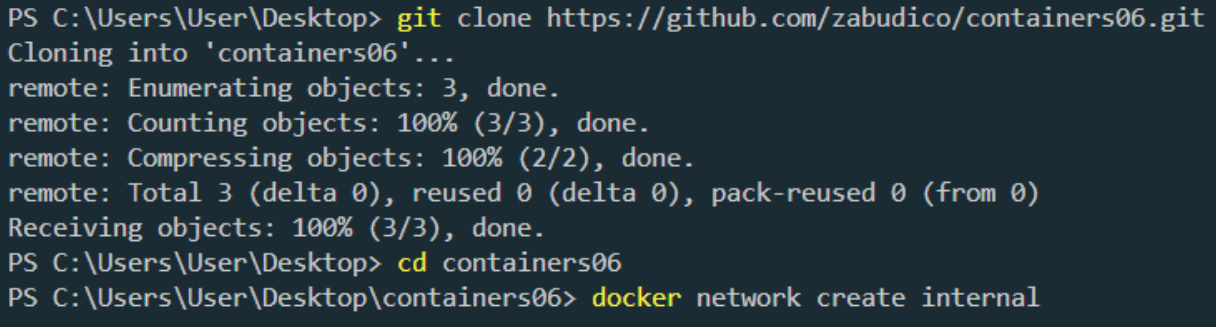 PS C:\Users\User\Desktop> git clone https://github.com/zabudico/containers06.git
Cloning into 'containers06'...
remote: Enumerating objects: 3, done.
remote: Counting objects: 100% (3/3), done.
remote: Compressing objects: 100% (2/2), done.
remote: Total 3 (delta 0), reused 0 (delta 0), pack-reused 0 (from 0)
Receiving objects: 100% (3/3), done.
PS C:\Users\User\Desktop> cd containers06
PS C:\Users\User\Desktop\containers06> docker network create internal